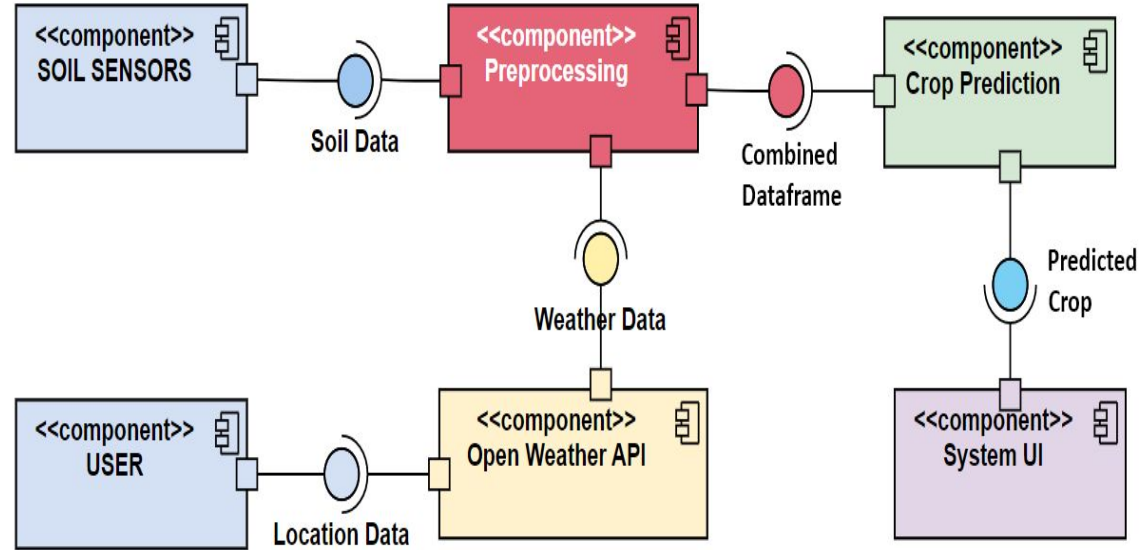 <<component>>
SOIL SENSORS
Soil Data
<<component>>
Preprocessing
Combined
Dataframe
<<component>>
Crop Prediction
Weather Data
Predicted
Crop
<<component>>
USER
Location Data
<<component>>
Open Weather API
<<component>>
System UI